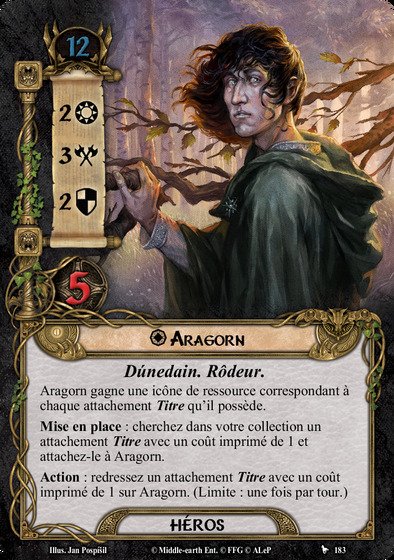 12
2
3
2
5
Aragorn
Dúnedain. Rôdeur.
Aragorn gagne une icône de ressource correspondant à
chaque attachement Titre qu'il possède.
Mise en place : cherchez dans votre collection un
attachement Titre avec un coût imprimé de 1 et
attachez-le à Aragorn.
Action : redressez un attachement Titre avec un coût
imprimé de 1 sur Aragorn. (Limite : une fois par tour.)
HÉROS
Illus. Jan Pospíšil © Middle-earth Ent. © FFG © ALeP 183